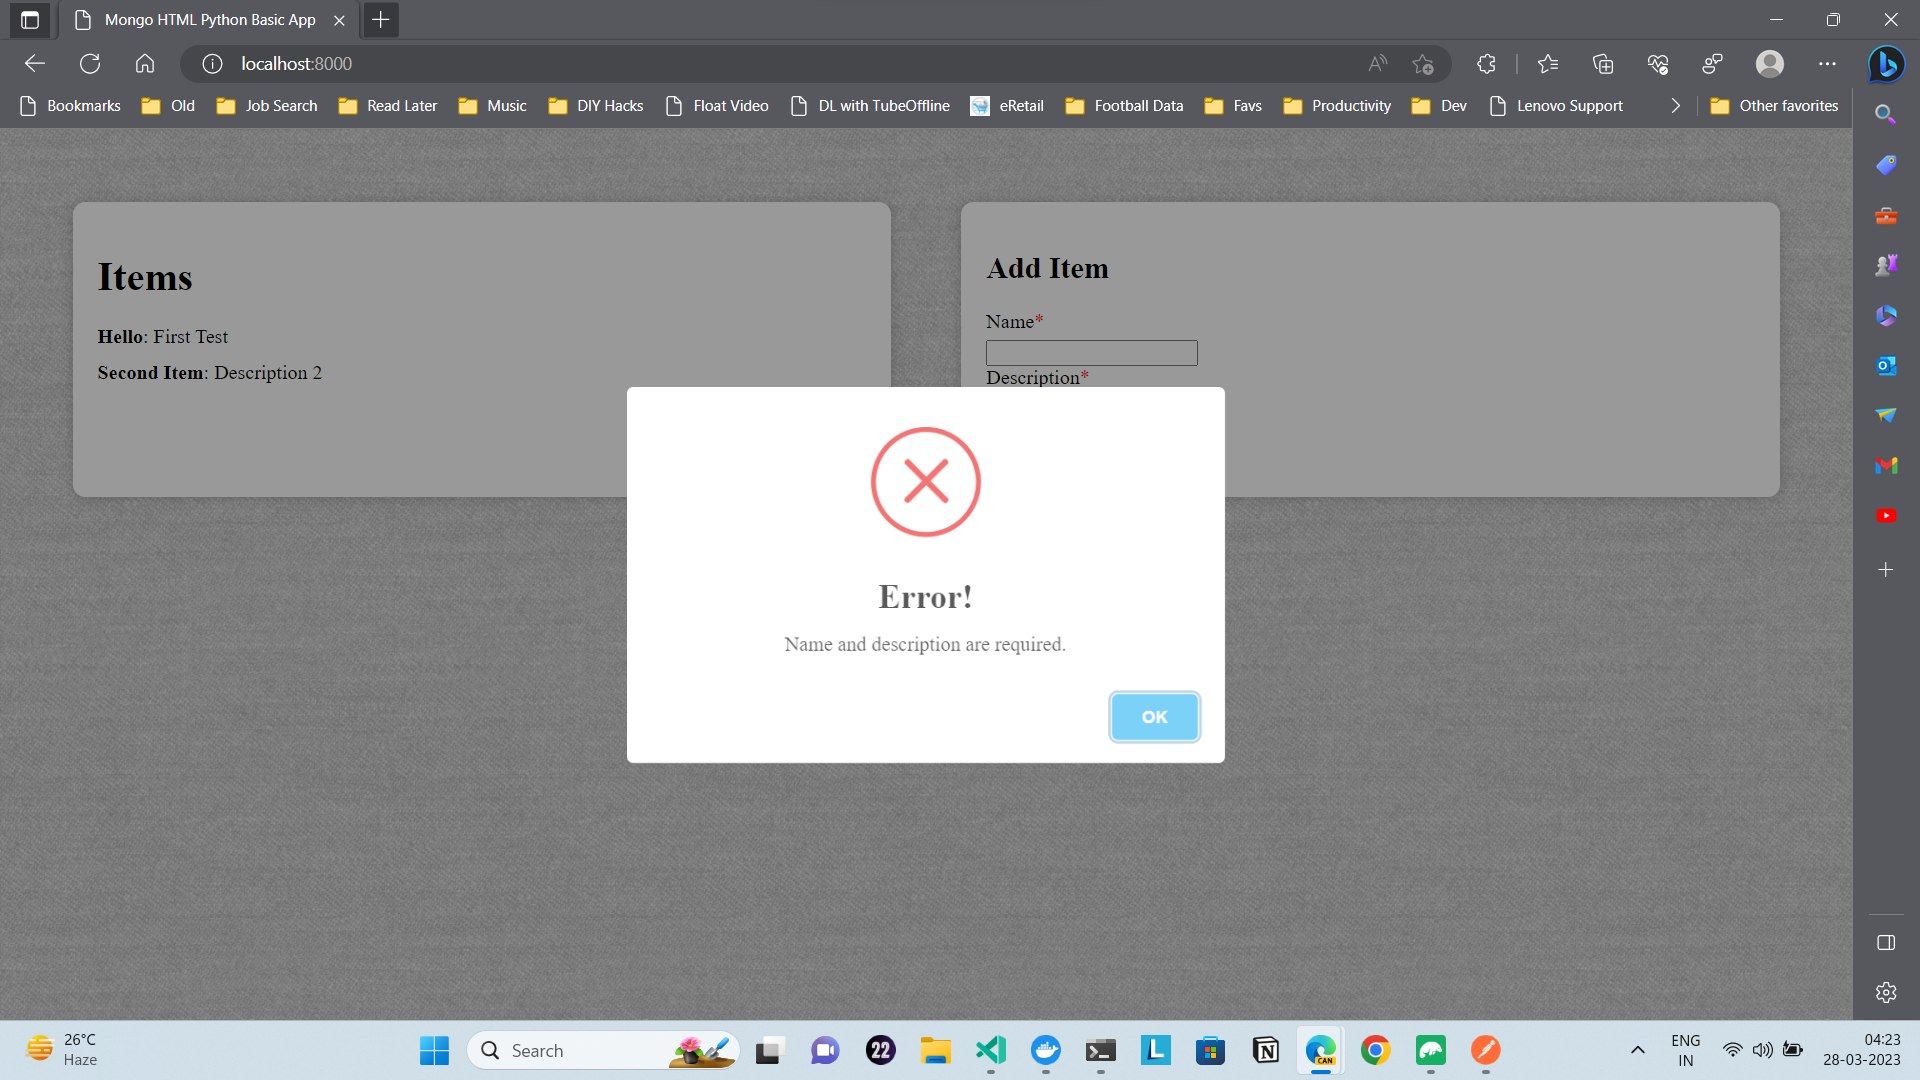 Mongo HTML Python Basic App
localhost:8000
Bookmarks Old Job Search Read Later Music DIY Hacks Float Video DL with TubeOffline eRetail Football Data Favs Productivity Dev Lenovo Support Other favorites
Items
Hello: First Test
Second Item: Description 2
Add Item
Name*
Description*
Error!
Name and description are required.
OK
26°C
Haze
Search
22
L
CAN
ENG
IN
04:23
28-03-2023